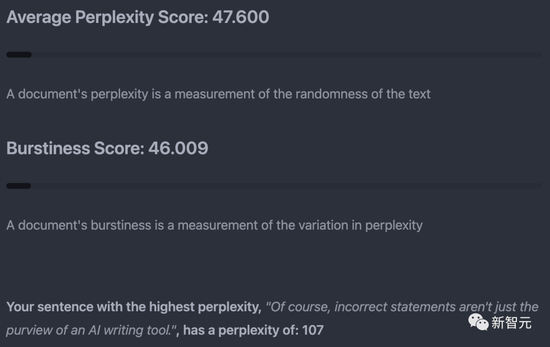 Average Perplexity Score: 47.600
A document's perplexity is a measurement of the randomness of the text
Burstiness Score: 46.009
A document's burstiness is a measurement of the variation in perplexity
Your sentence with the highest perplexity, "Of course, incorrect statements aren't just the
purview of an AI writing tool.", has a perplexity of: 107
新智元